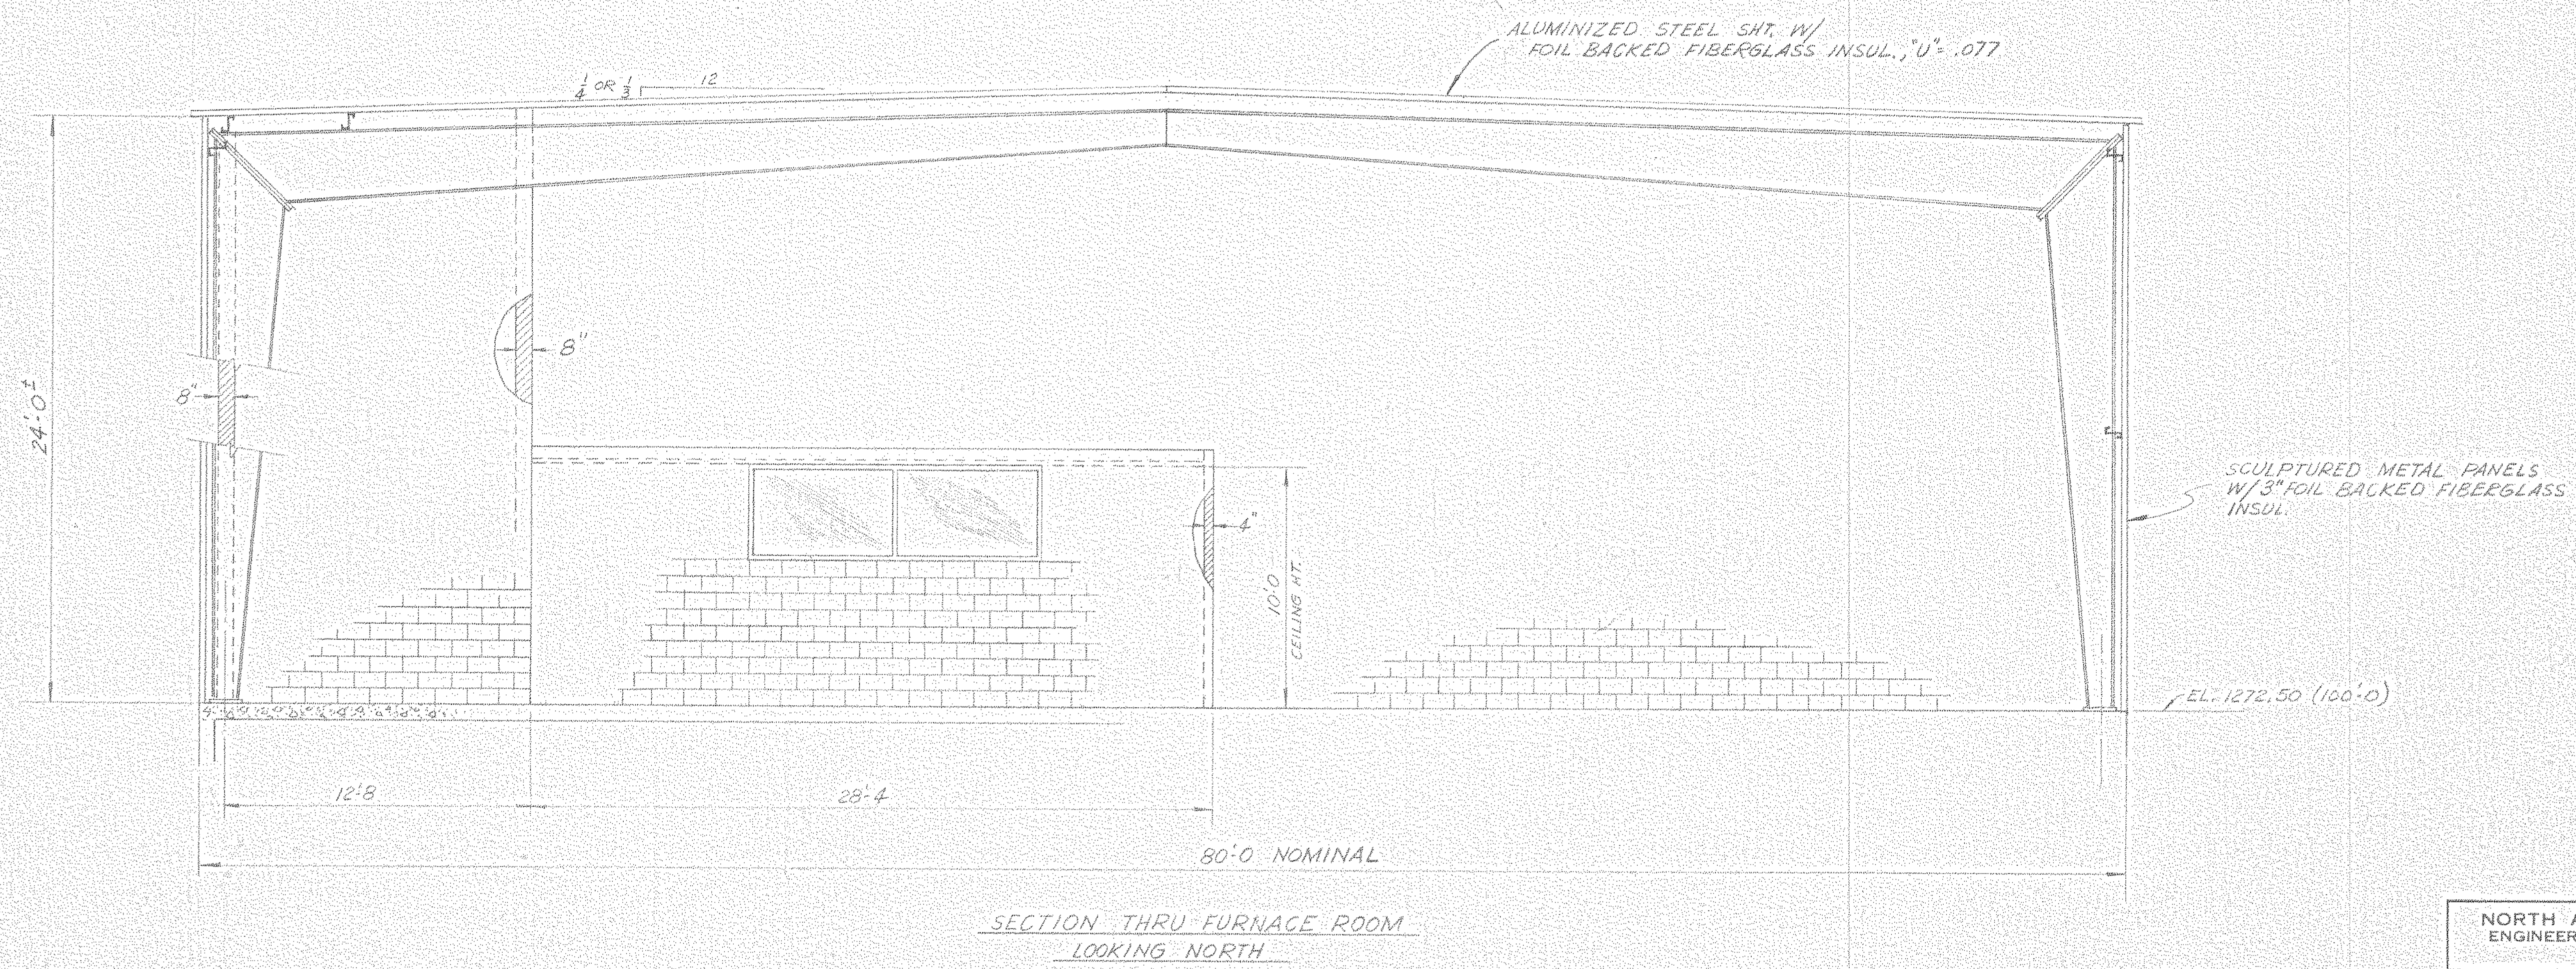 ALUMINIZED STEEL SHT. W/
FOIL BACKED FIBERGLASS INSUL., "U"= .077
1/4 OR 1/3
12
24'-0 ±
8"
8"
4"
10'-0
CEILING HT.
SCULPTURED METAL PANELS
W/3" FOIL BACKED FIBERGLASS
INSUL.
EL. 1272.50 (100'-0)
12'-8
28'-4
80'-0 NOMINAL
SECTION THRU FURNACE ROOM
LOOKING NORTH
NORTH A
ENGINEER